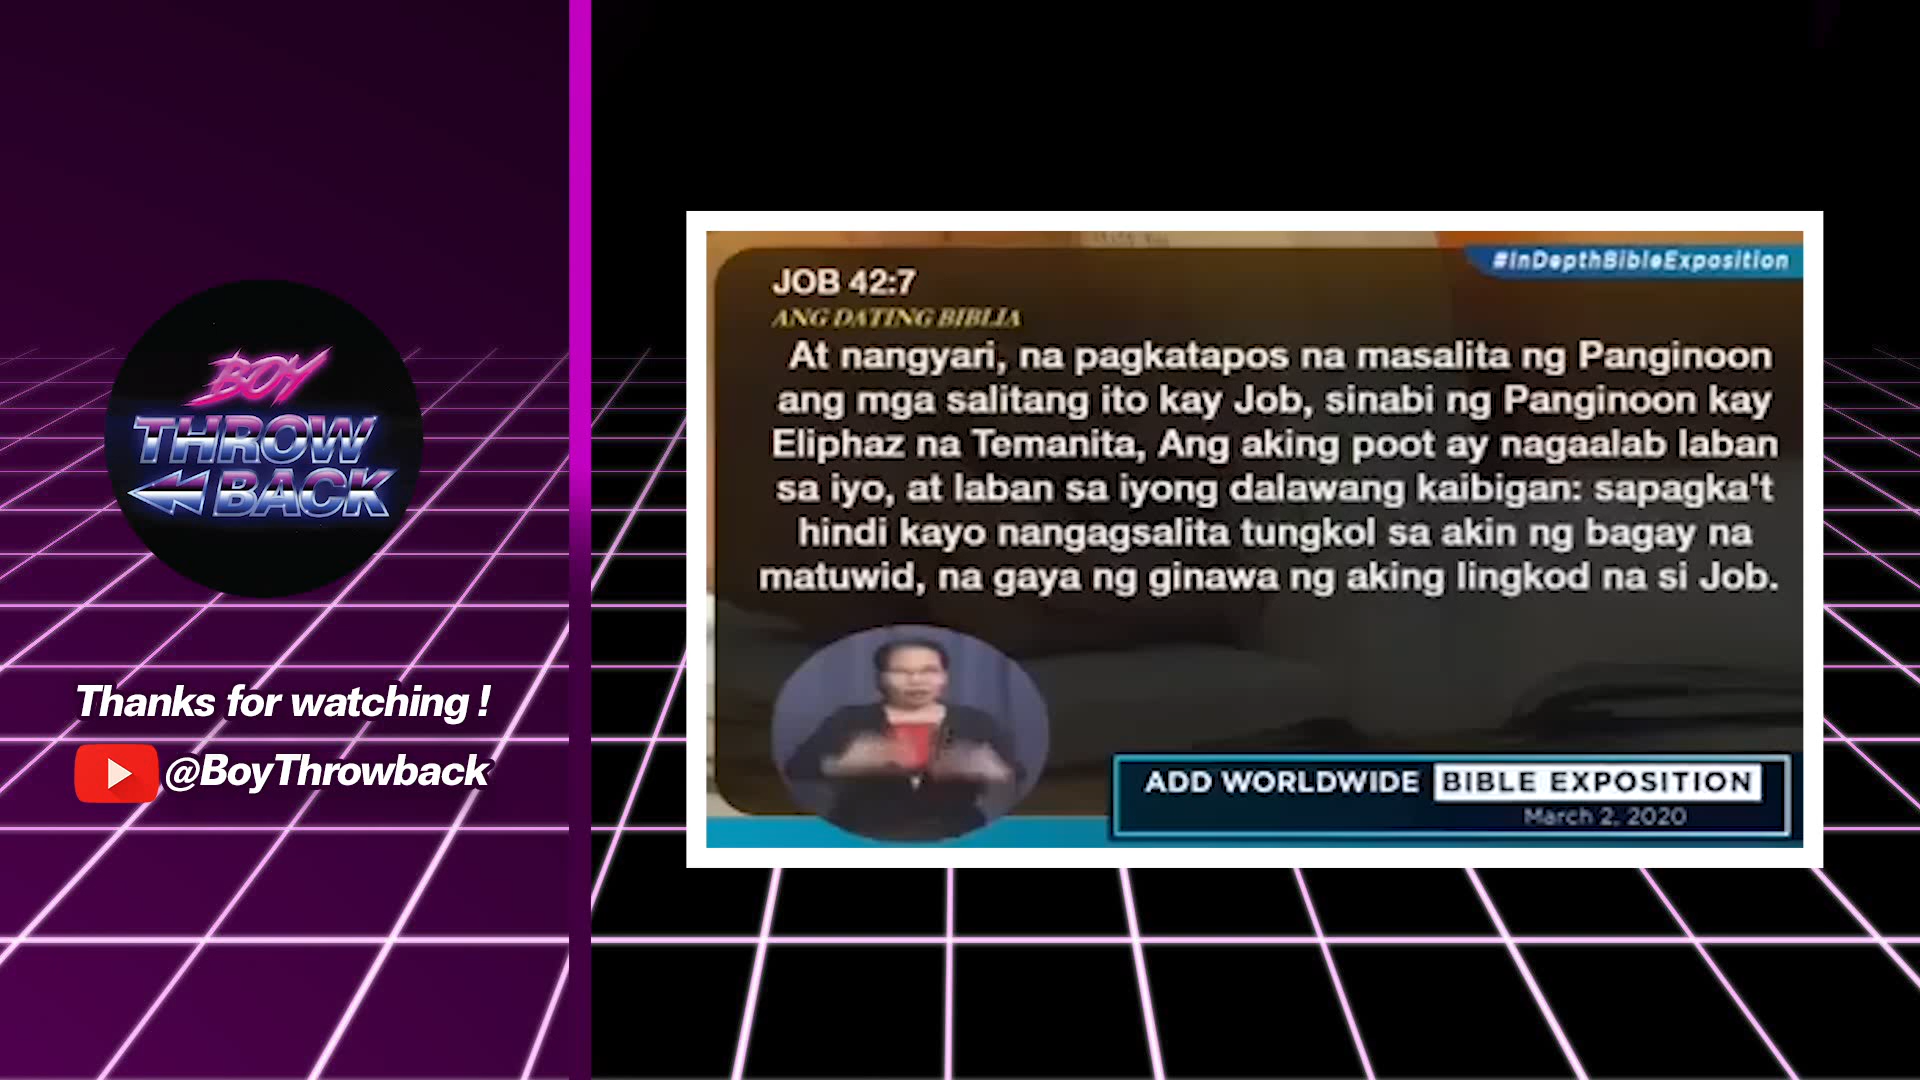 BOY
THROW
BACK
Thanks for watching !
@BoyThrowback
#InDepthBibleExposition
JOB 42:7
ANG DATING BIBLIA
At nangyari, na pagkatapos na masalita ng Panginoon
ang mga salitang ito kay Job, sinabi ng Panginoon kay
Eliphaz na Temanita, Ang aking poot ay nagaalab laban
sa iyo, at laban sa iyong dalawang kaibigan: sapagka't
hindi kayo nangagsalita tungkol sa akin ng bagay na
matuwid, na gaya ng ginawa ng aking lingkod na si Job.
ADD WORLDWIDE BIBLE EXPOSITION
March 2, 2020